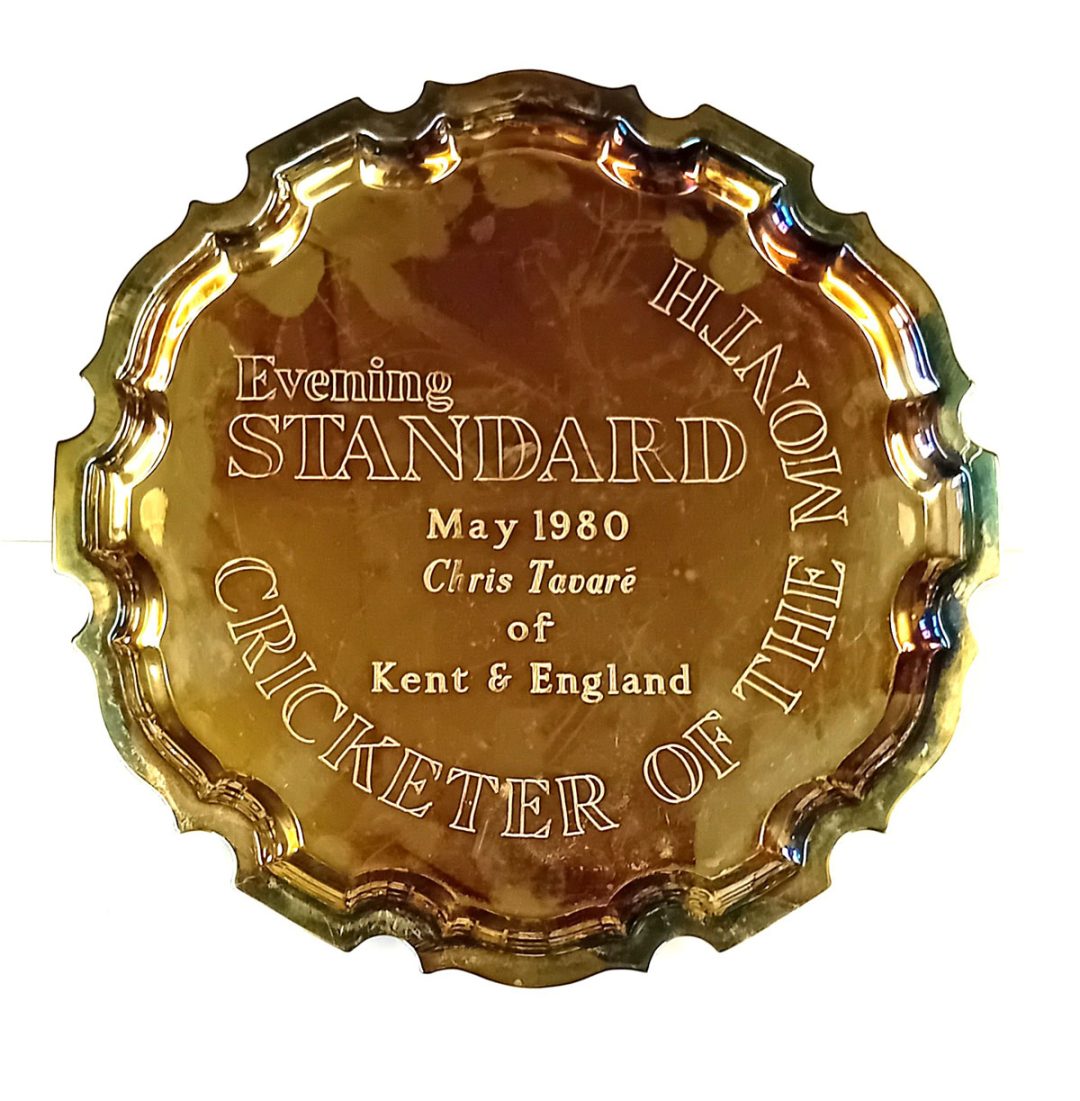 Evening
STANDARD
May 1980
Chris Tavaré
of
Kent & England
CRICKETER OF THE MONTH